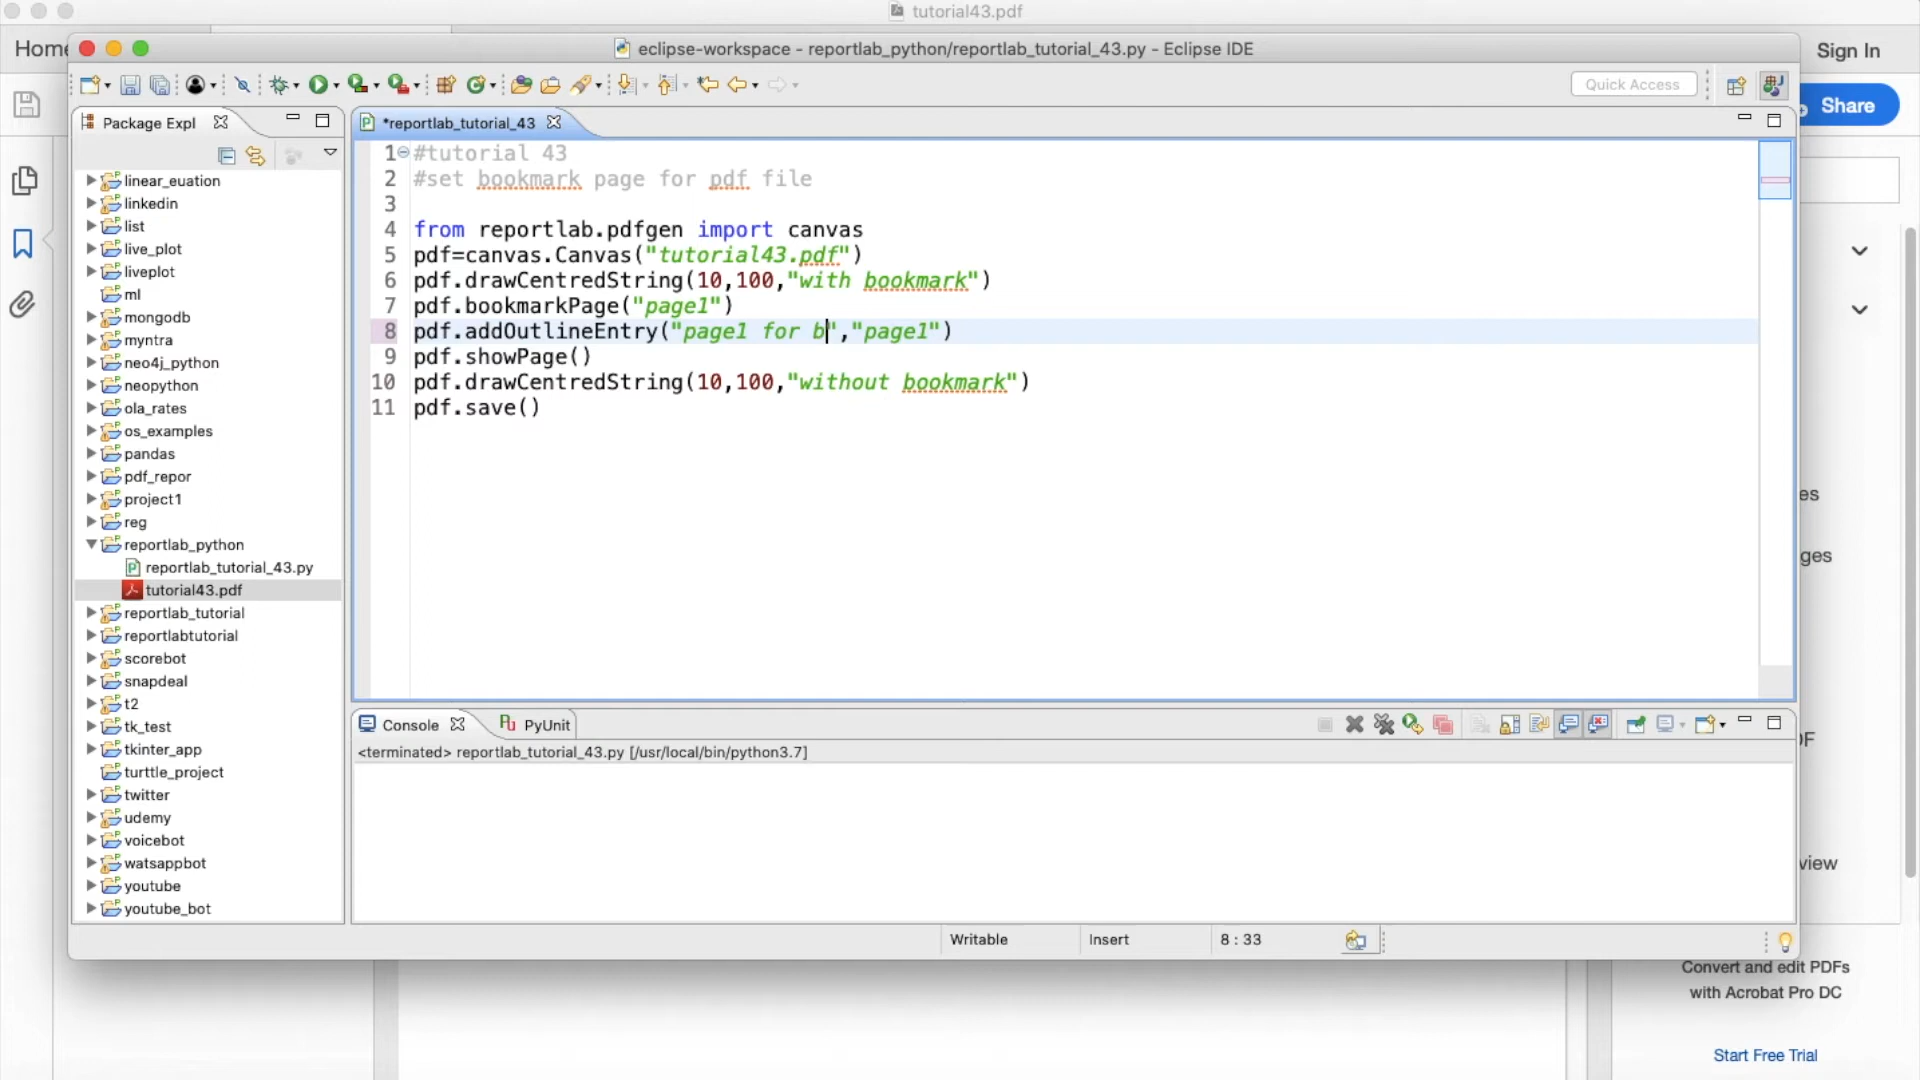 tutorial43.pdf
Home
eclipse-workspace - reportlab_python/reportlab_tutorial_43.py - Eclipse IDE
Sign In
Quick Access
Share
Package Expl
*reportlab_tutorial_43
1 #tutorial 43
2 #set bookmark page for pdf file
3
4 from reportlab.pdfgen import canvas
5 pdf=canvas.Canvas("tutorial43.pdf")
6 pdf.drawCentredString(10,100,"with bookmark")
7 pdf.bookmarkPage("page1")
8 pdf.addOutlineEntry("page1 for b","page1")
9 pdf.showPage()
10 pdf.drawCentredString(10,100,"without bookmark")
11 pdf.save()
linear_euation
linkedin
list
live_plot
liveplot
ml
mongodb
myntra
neo4j_python
neopython
ola_rates
os_examples
pandas
pdf_repor
project1
reg
reportlab_python
reportlab_tutorial_43.py
tutorial43.pdf
reportlab_tutorial
reportlabtutorial
scorebot
snapdeal
t2
tk_test
tkinter_app
turttle_project
twitter
udemy
voicebot
watsappbot
youtube
youtube_bot
Console
PyUnit
<terminated> reportlab_tutorial_43.py [/usr/local/bin/python3.7]
Writable
Insert
8 : 33
es
ges
DF
view
Convert and edit PDFs
with Acrobat Pro DC
Start Free Trial